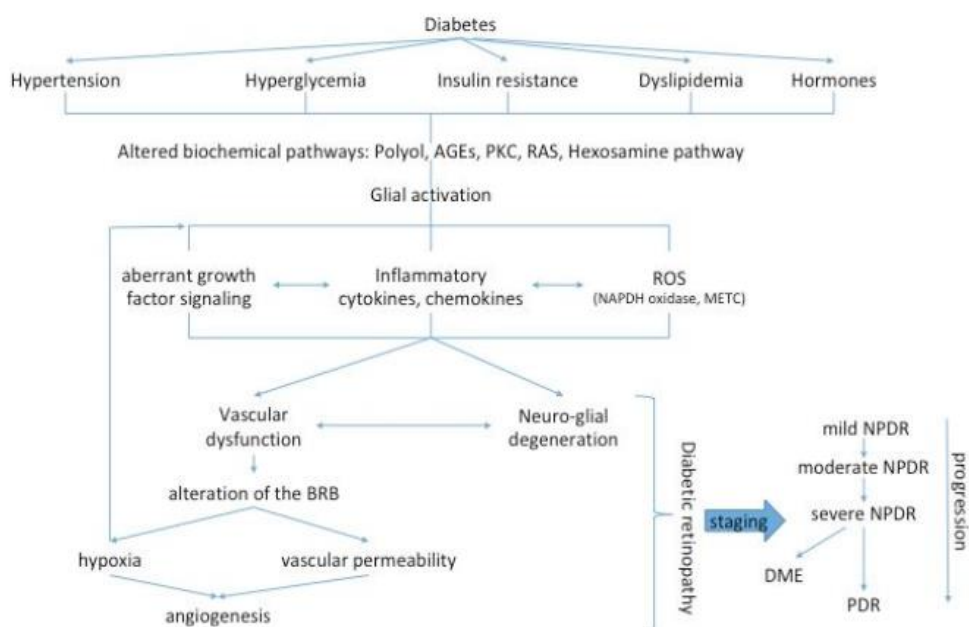 Diabetes
Hypertension
Hyperglycemia
Insulin resistance
Dyslipidemia
Hormones
Altered biochemical pathways: Polyol, AGEs, PKC, RAS, Hexosamine pathway
Glial activation
aberrant growth
factor signaling
Inflammatory
cytokines, chemokines
ROS
(NAPDH oxidase, METC)
Vascular
dysfunction
Neuro-glial
degeneration
alteration of the BRB
hypoxia
vascular permeability
angiogenesis
Diabetic retinopathy
staging
mild NPDR
moderate NPDR
severe NPDR
DME
PDR
progression